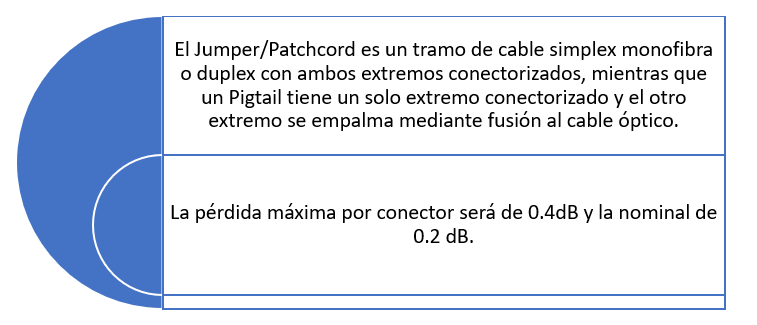 El Jumper/Patchcord es un tramo de cable simplex monofibra
o duplex con ambos extremos conectorizados, mientras que
un Pigtail tiene un solo extremo conectorizado y el otro
extremo se empalma mediante fusión al cable óptico.
La pérdida máxima por conector será de 0.4dB y la nominal de
0.2 dB.